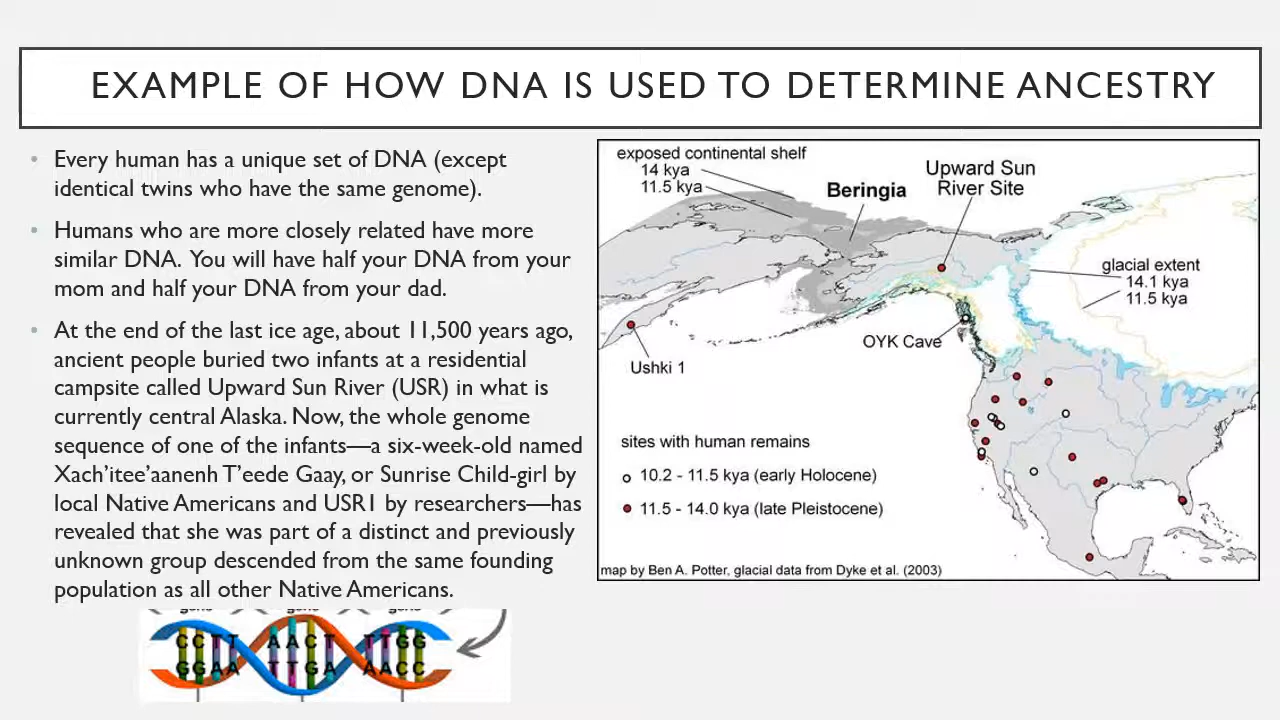 EXAMPLE OF HOW DNA IS USED TO DETERMINE ANCESTRY
• Every human has a unique set of DNA (except
identical twins who have the same genome).
• Humans who are more closely related have more
similar DNA. You will have half your DNA from your
mom and half your DNA from your dad.
• At the end of the last ice age, about 11,500 years ago,
ancient people buried two infants at a residential
campsite called Upward Sun River (USR) in what is
currently central Alaska. Now, the whole genome
sequence of one of the infants—a six-week-old named
Xach'itee'aanenh T'eede Gaay, or Sunrise Child-girl by
local Native Americans and USR1 by researchers—has
revealed that she was part of a distinct and previously
unknown group descended from the same founding
population as all other Native Americans.
exposed continental shelf
14 kya
11.5 kya
Beringia
Upward Sun
River Site
glacial extent
14.1 kya
11.5 kya
OYK Cave
Ushki 1
sites with human remains
10.2 - 11.5 kya (early Holocene)
11.5 - 14.0 kya (late Pleistocene)
map by Ben A. Potter, glacial data from Dyke et al. (2003)
CCTT AACT TTGG
GGAA TTGA AACC